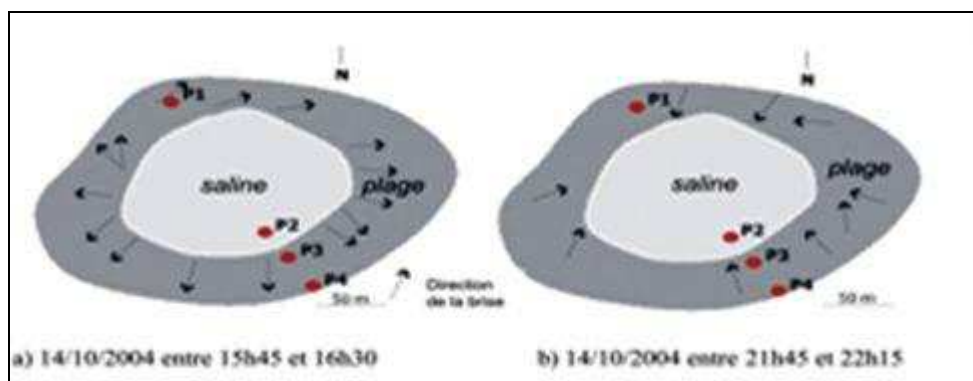 N
P1
saline
plage
P2
P3
P4
50 m
Direction
de la brise
a) 14/10/2004 entre 15h45 et 16h30
N
P1
saline
plage
P2
P3
P4
50 m
b) 14/10/2004 entre 21h45 et 22h15